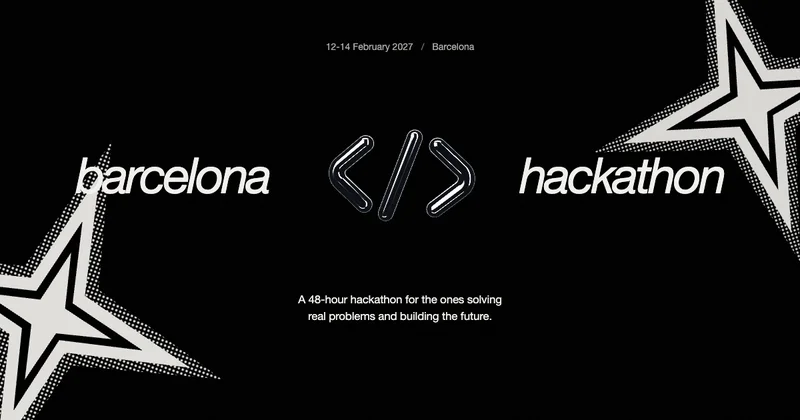 12-14 February 2027 / Barcelona
barcelona </> hackathon
A 48-hour hackathon for the ones solving
real problems and building the future.